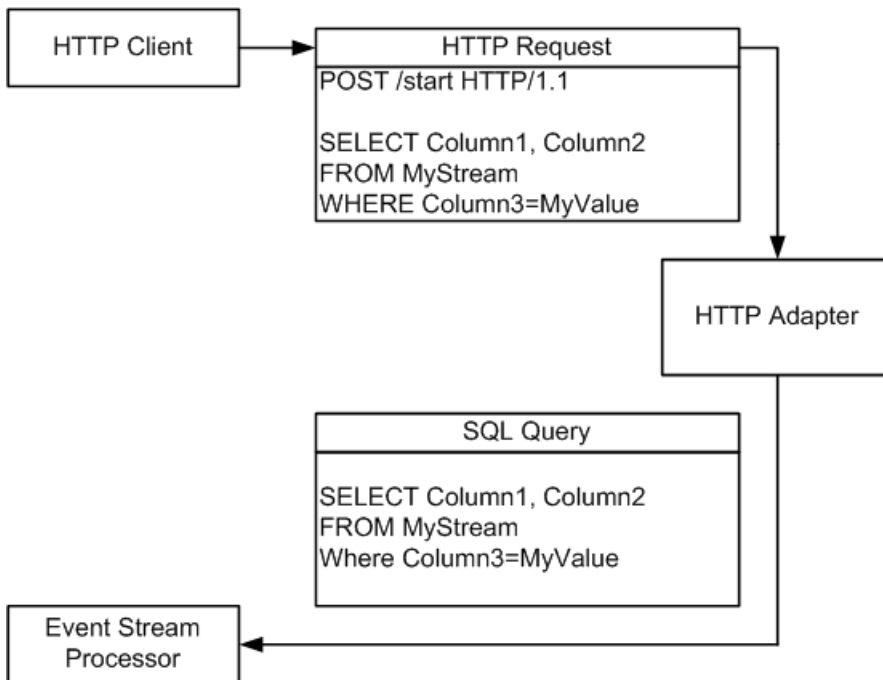 HTTP Client
HTTP Request
POST /start HTTP/1.1
SELECT Column1, Column2
FROM MyStream
WHERE Column3=MyValue
HTTP Adapter
SQL Query
SELECT Column1, Column2
FROM MyStream
Where Column3=MyValue
Event Stream
Processor